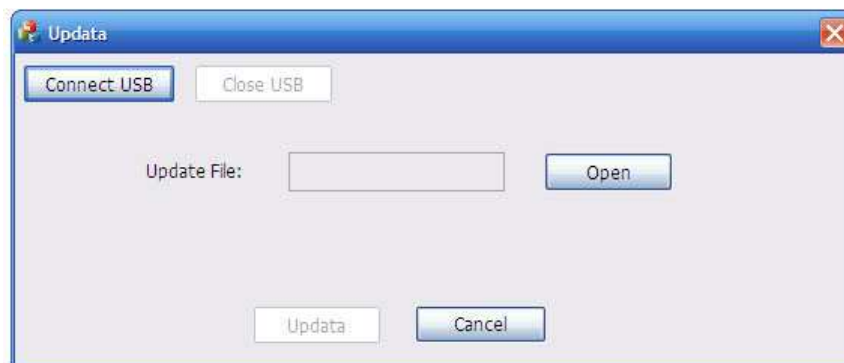 Updata
Connect USB Close USB
Update File: Open
Updata Cancel